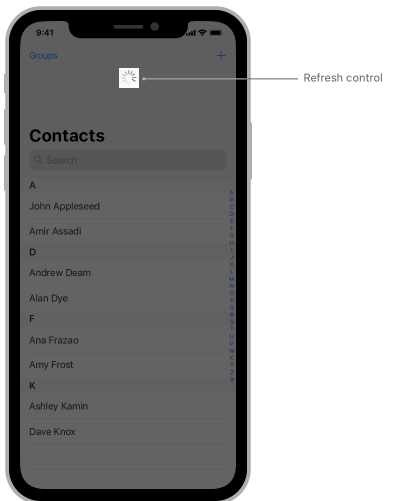 9:41
Groups
+
Refresh control
Contacts
Search
A
John Appleseed
Amir Assadi
D
Andrew Deam
Alan Dye
F
Ana Frazao
Amy Frost
K
Ashley Kamin
Dave Knox
A
B
C
D
E
F
G
H
I
J
K
L
M
N
O
P
Q
R
S
T
U
V
W
X
Y
Z
#